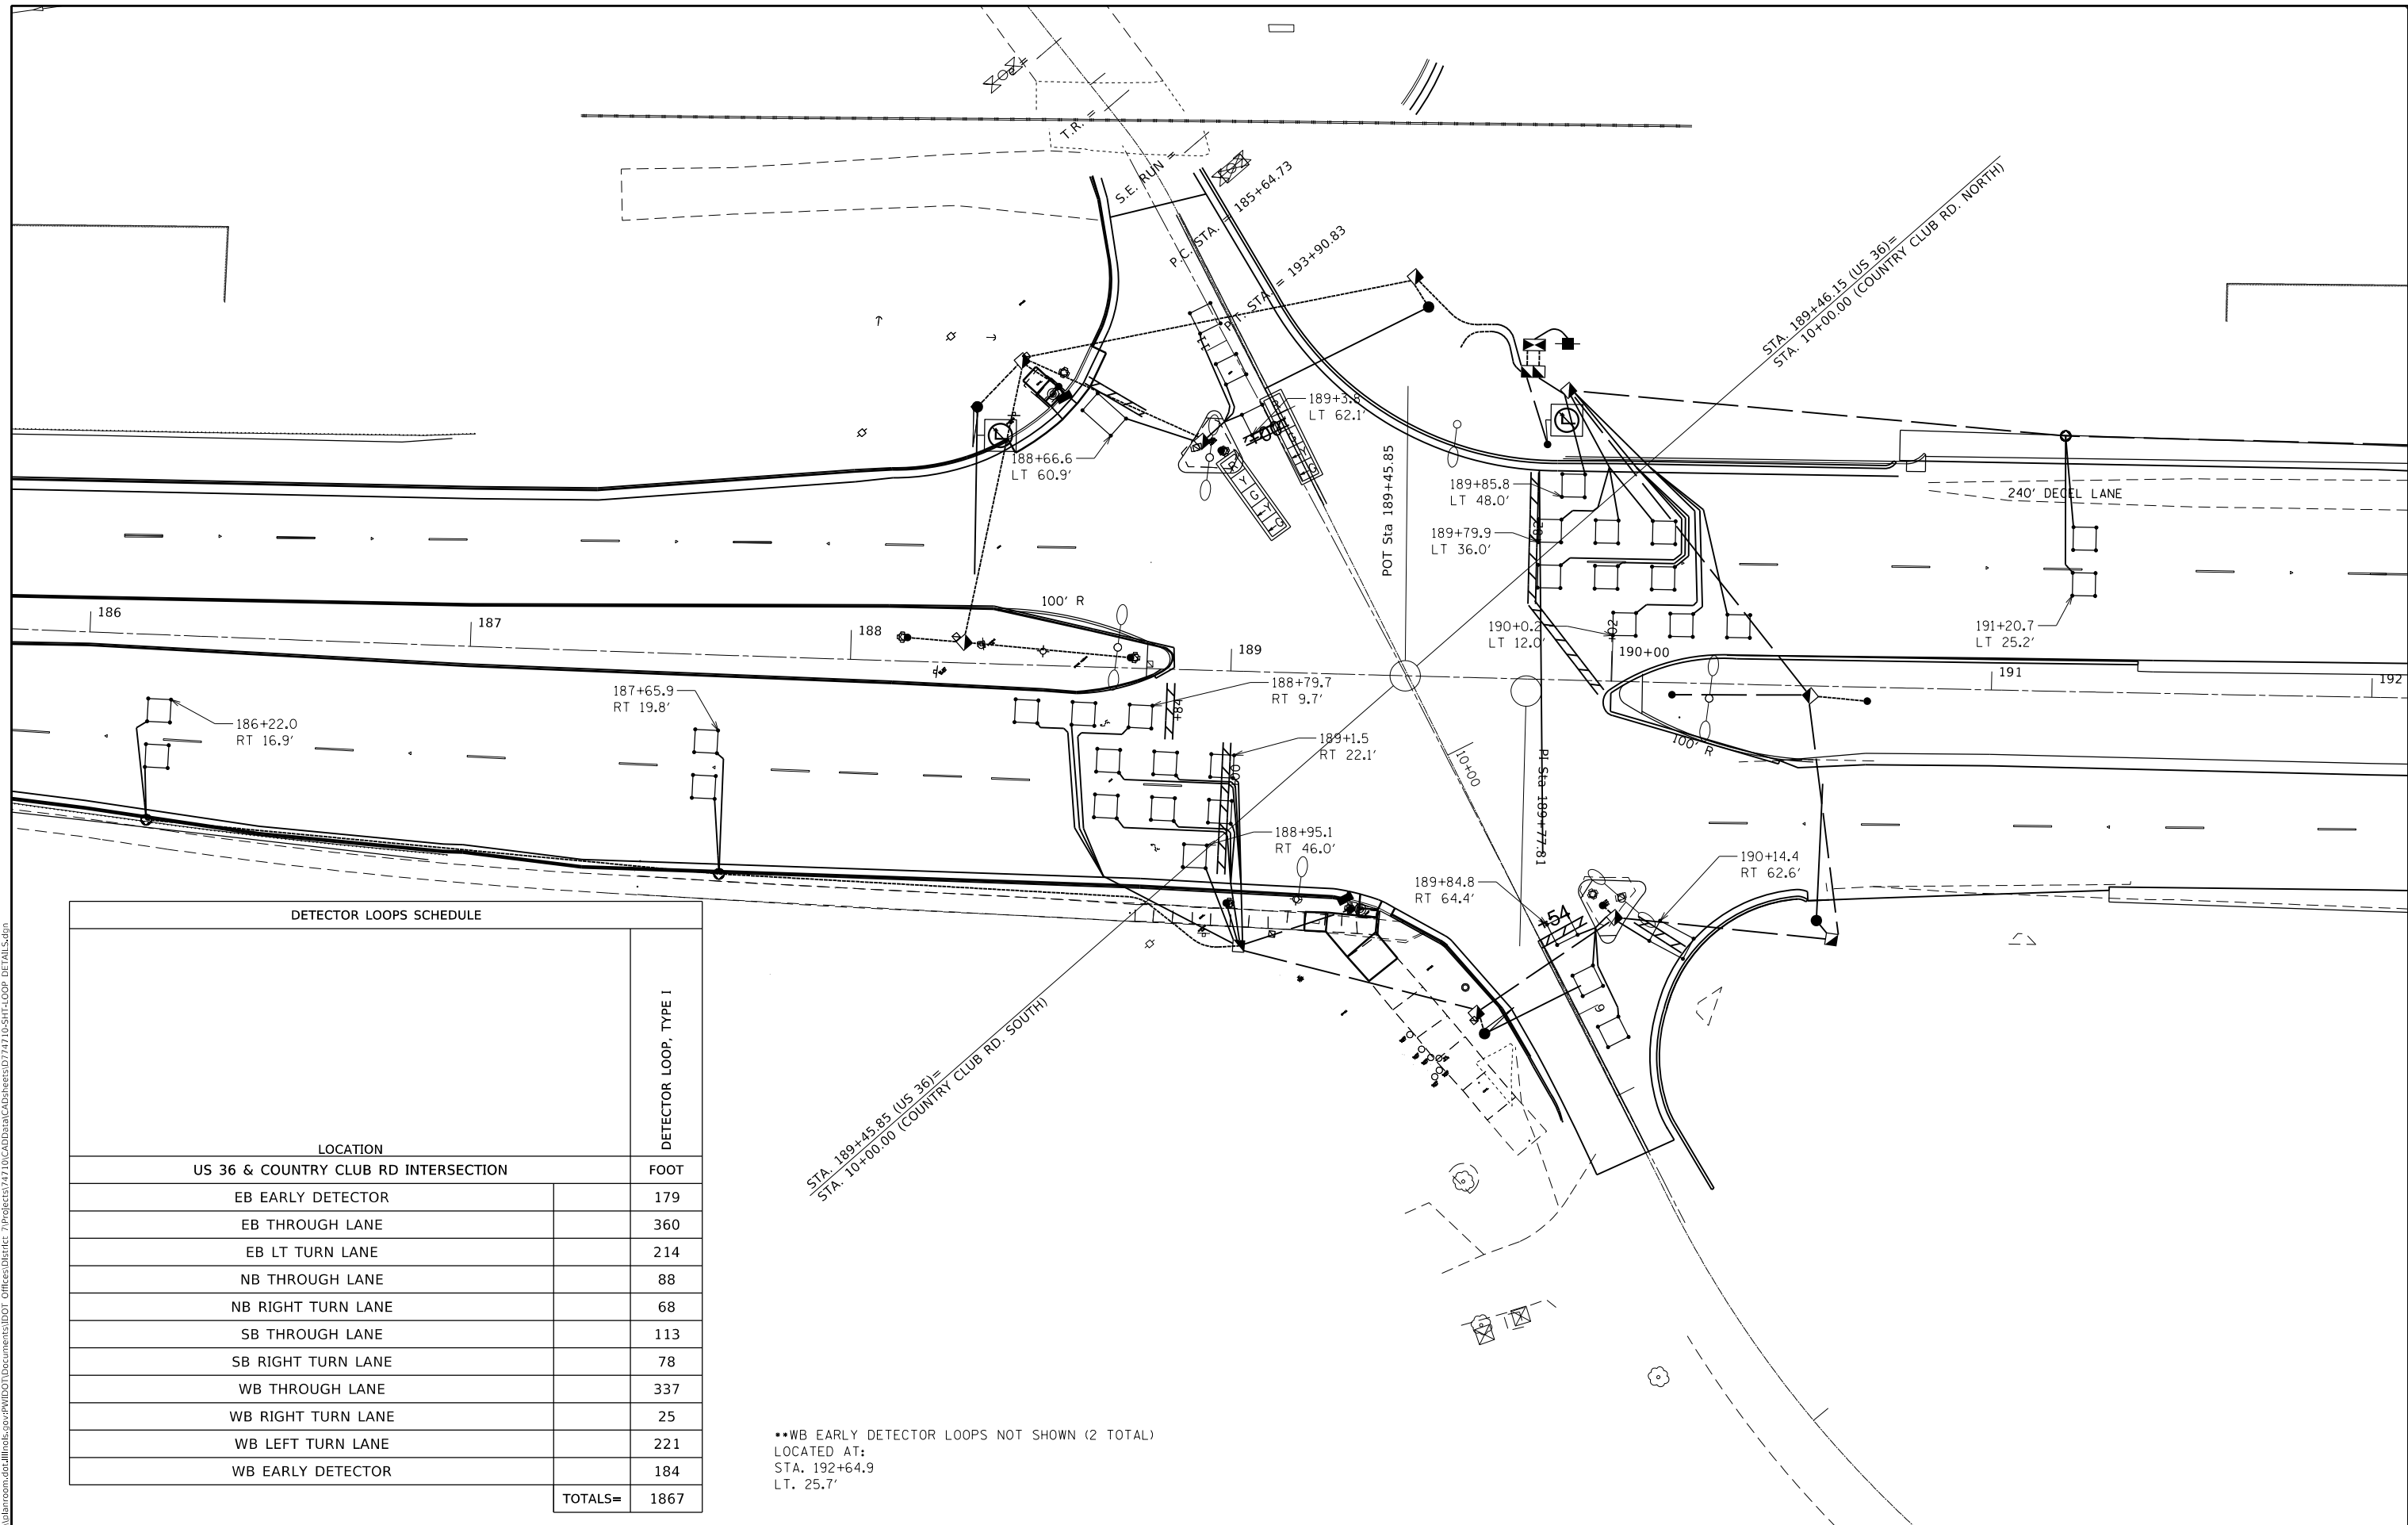 T.R. =
S.E. RUN =
P.C. STA. = 185+64.73
P.T. STA. = 193+90.83
STA. 189+46.15 (US 36)=
STA. 10+00.00 (COUNTRY CLUB RD. NORTH)
11
189+3.8
LT 62.1'
+00
188+66.6
LT 60.9'
R Y G Y G
POT Sta 189+45.85
189+85.8
LT 48.0'
189+79.9
LT 36.0'
240' DECEL LANE
186
187
188
100' R
189
190+0.2
LT 12.0'
+02
190+00
191+20.7
LT 25.2'
191
192
187+65.9
RT 19.8'
188+79.7
RT 9.7'
+84
186+22.0
RT 16.9'
189+1.5
RT 22.1'
10+00
PI Sta 189+77.81
100' R
188+95.1
RT 46.0'
189+84.8
RT 64.4'
+54
190+14.4
RT 62.6'
9
STA. 189+45.85 (US 36)=
STA. 10+00.00 (COUNTRY CLUB RD. SOUTH)
DETECTOR LOOPS SCHEDULE
LOCATION
DETECTOR LOOP, TYPE I
US 36 & COUNTRY CLUB RD INTERSECTION FOOT
EB EARLY DETECTOR 179
EB THROUGH LANE 360
EB LT TURN LANE 214
NB THROUGH LANE 88
NB RIGHT TURN LANE 68
SB THROUGH LANE 113
SB RIGHT TURN LANE 78
WB THROUGH LANE 337
WB RIGHT TURN LANE 25
WB LEFT TURN LANE 221
WB EARLY DETECTOR 184
TOTALS= 1867
**WB EARLY DETECTOR LOOPS NOT SHOWN (2 TOTAL)
LOCATED AT:
STA. 192+64.9
LT. 25.7'